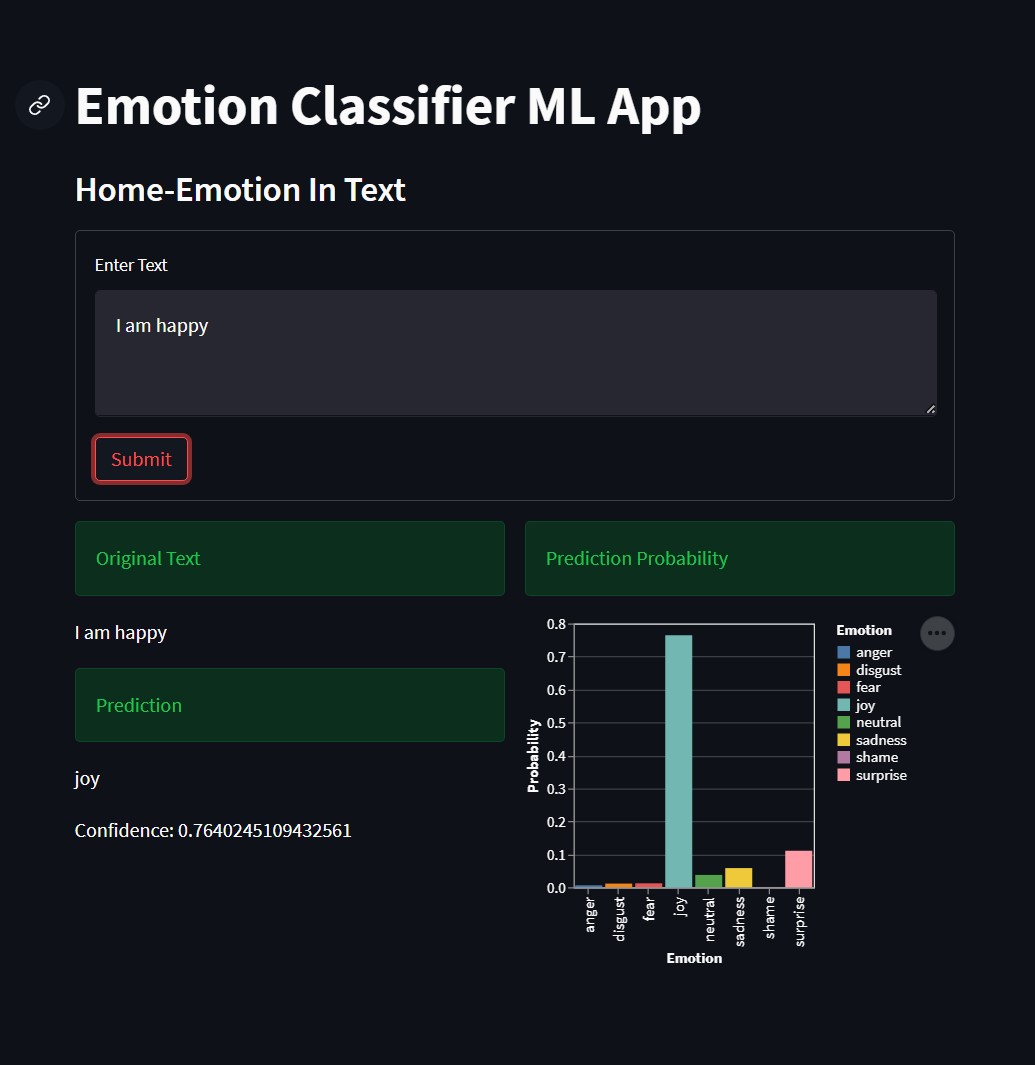 Emotion Classifier ML App
Home-Emotion In Text
Enter Text
I am happy
Submit
Original Text
I am happy
Prediction
joy
Confidence: 0.7640245109432561
Prediction Probability
0.8
0.7
0.6
0.5
0.4
0.3
0.2
0.1
0.0
Probability
anger
disgust
fear
joy
neutral
sadness
shame
surprise
Emotion
Emotion
anger
disgust
fear
joy
neutral
sadness
shame
surprise